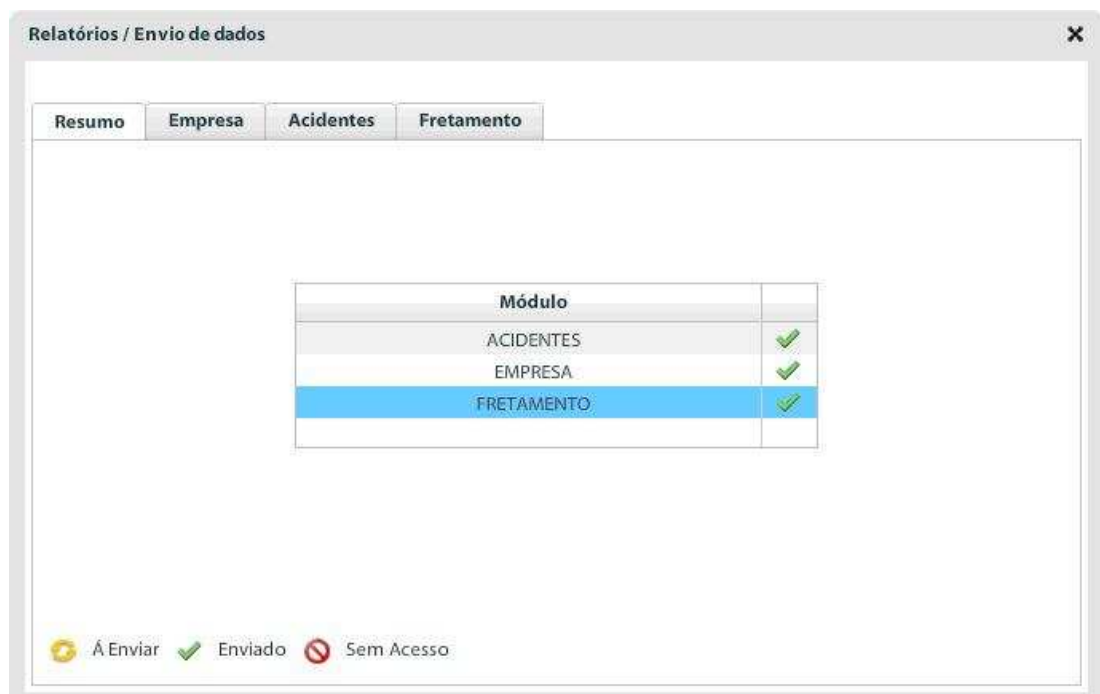 Relatórios / Envio de dados
Resumo Empresa Acidentes Fretamento
Módulo
ACIDENTES
EMPRESA
FRETAMENTO
Á Enviar Enviado Sem Acesso